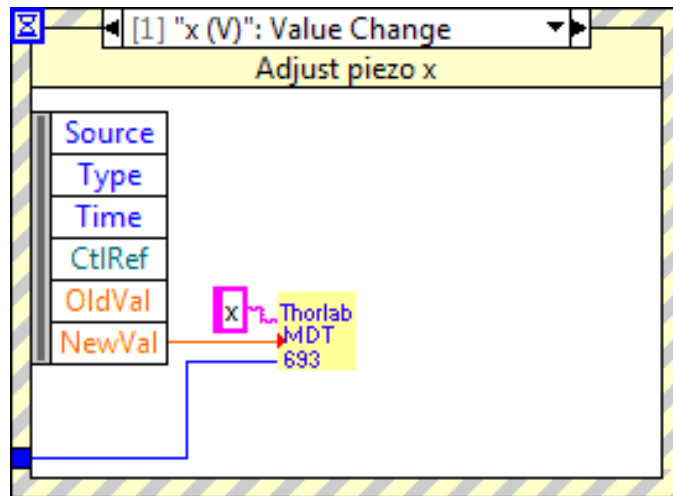 [1] "x (V)": Value Change
Adjust piezo x
Source
Type
Time
CtlRef
OldVal
NewVal
x
Thorlab
MDT
693